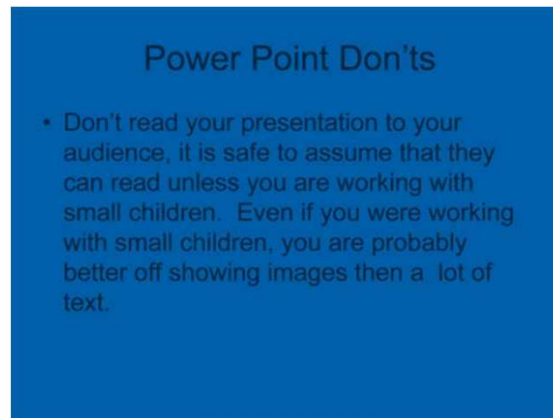 Power Point Don'ts
• Don't read your presentation to your
audience, it is safe to assume that they
can read unless you are working with
small children.  Even if you were working
with small children, you are probably
better off showing images then a  lot of
text.